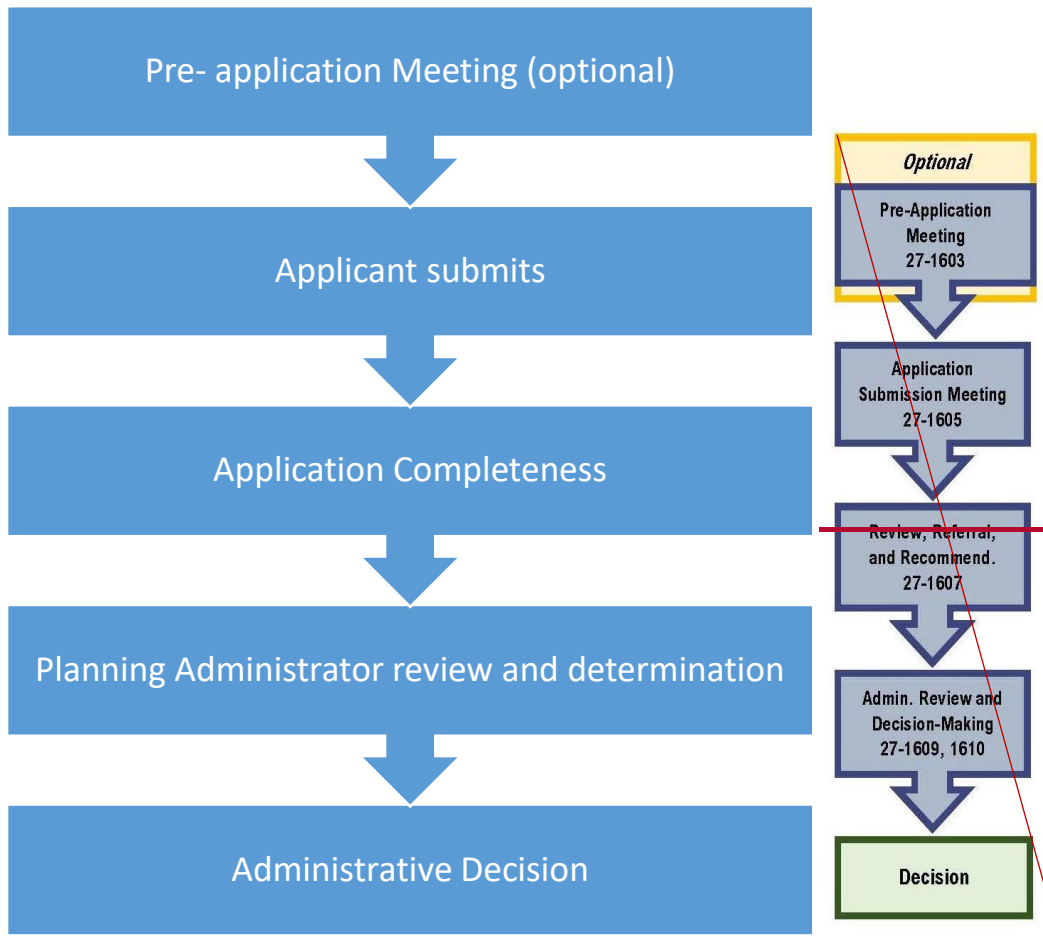 Pre- application Meeting (optional)
Applicant submits
Application Completeness
Planning Administrator review and determination
Administrative Decision
Optional
Pre-Application
Meeting
27-1603
Application
Submission Meeting
27-1605
Review, Referral,
and Recommend.
27-1607
Admin. Review and
Decision-Making
27-1609, 1610
Decision